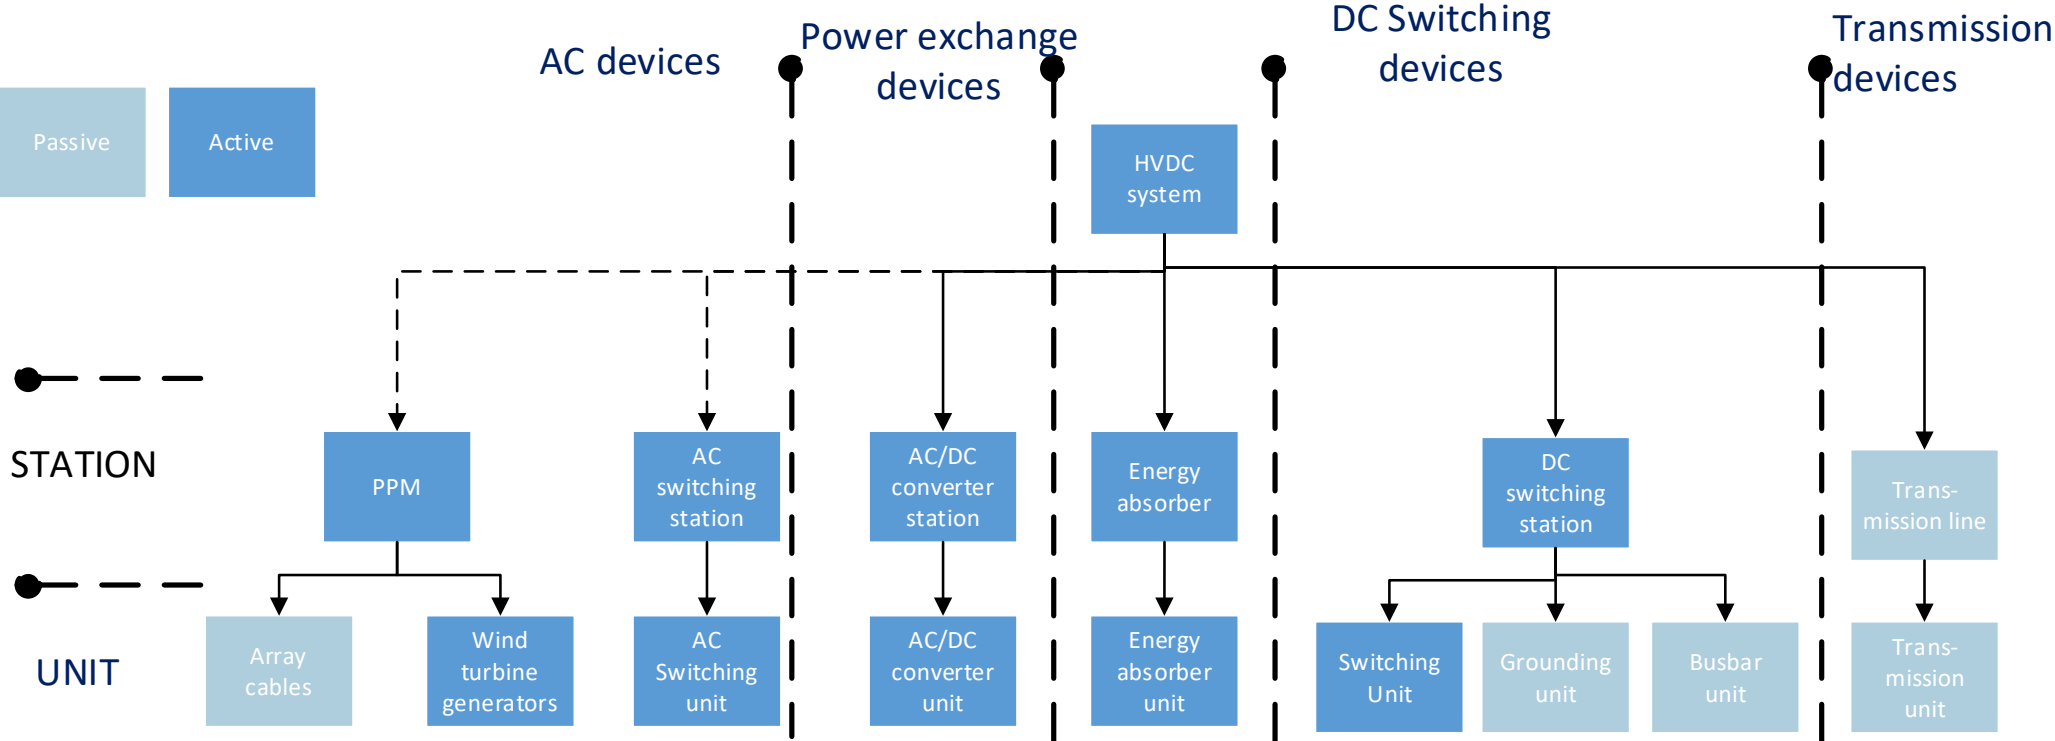 AC devices
Power exchange
devices
DC Switching
devices
Transmission
devices
Passive
Active
HVDC
system
STATION
PPM
AC
switching
station
AC/DC
converter
station
Energy
absorber
DC
switching
station
Trans-
mission line
UNIT
Array
cables
Wind
turbine
generators
AC
Switching
unit
AC/DC
converter
unit
Energy
absorber
unit
Switching
Unit
Grounding
unit
Busbar
unit
Trans-
mission
unit